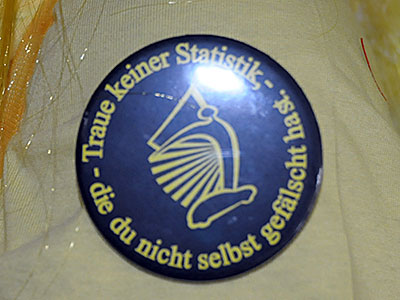 - Traue keiner Statistik, -
die du nicht selbst gefälscht hast.